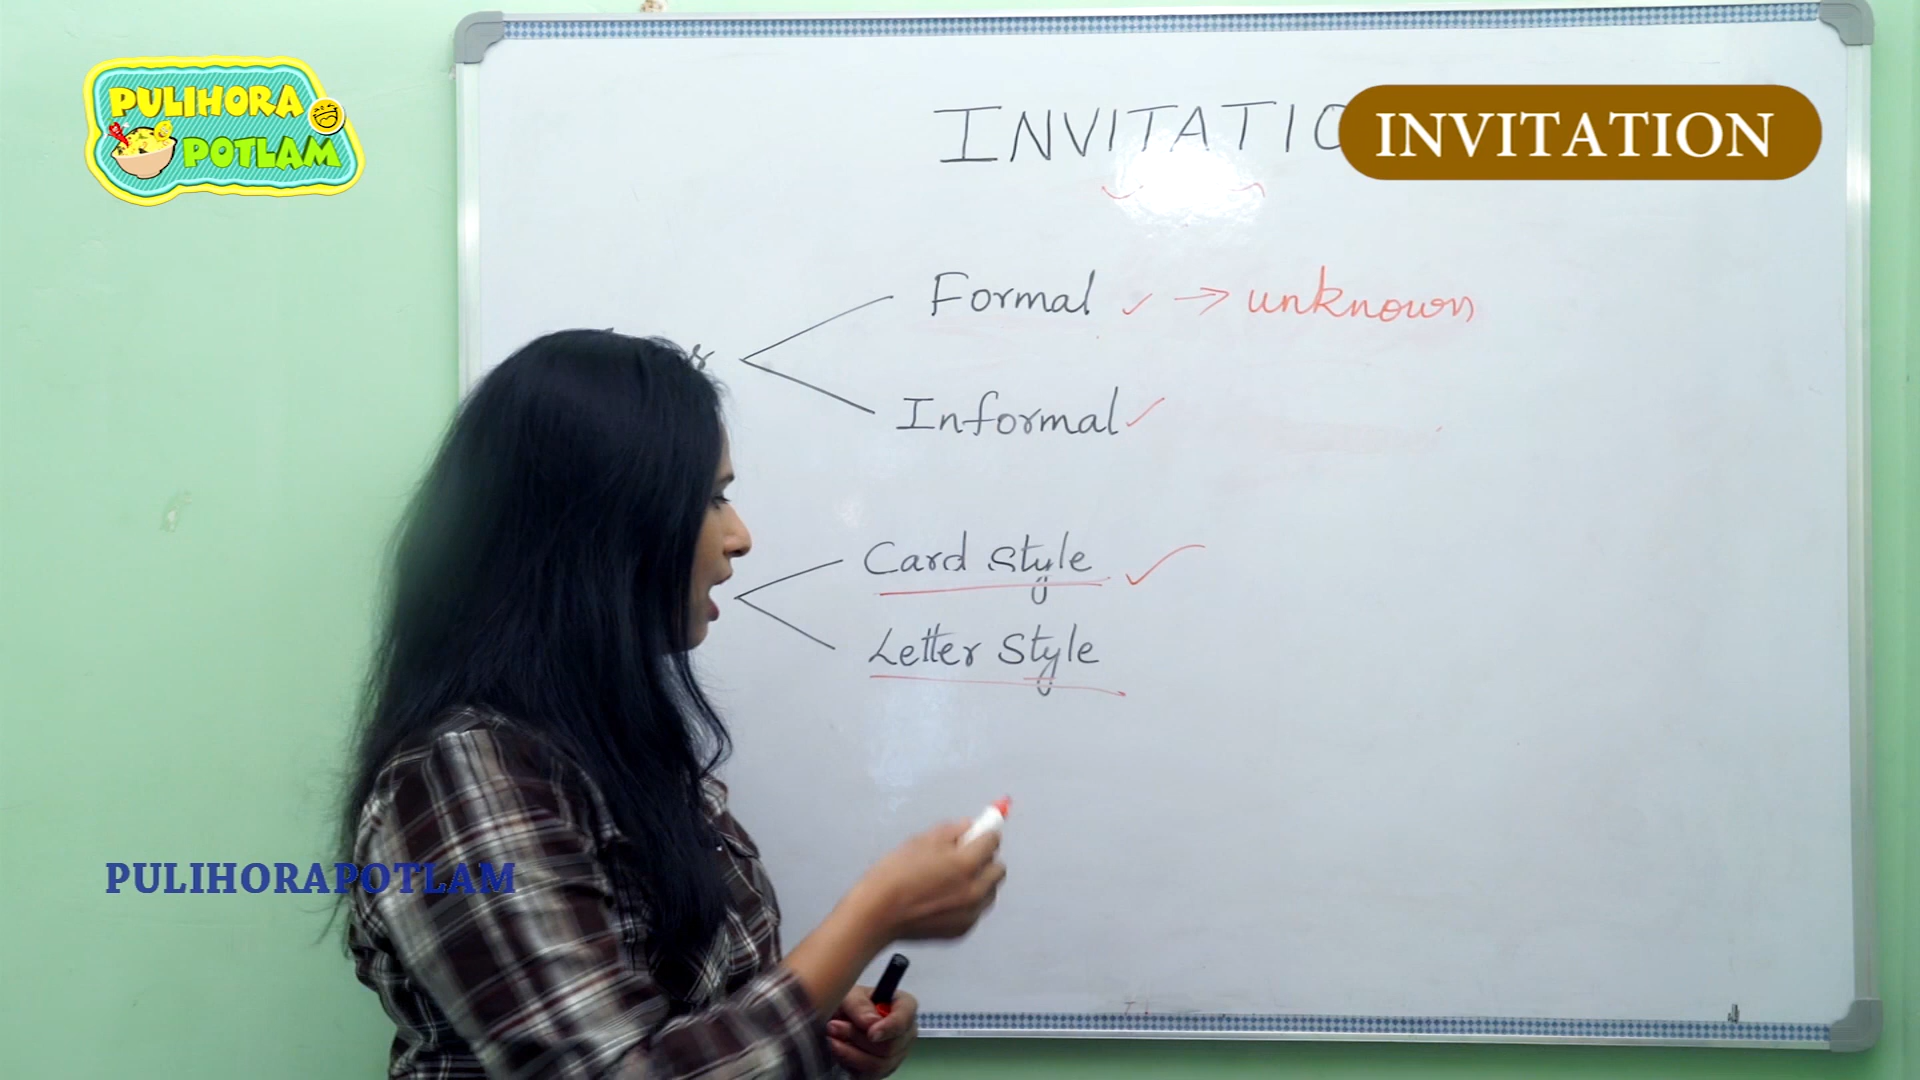 PULIHORA
POTLAM
INVITATIO
INVITATION
Formal ✓ → unknown
Informal ✓
Card Style ✓
Letter Style
PULIHORAPOTLAM